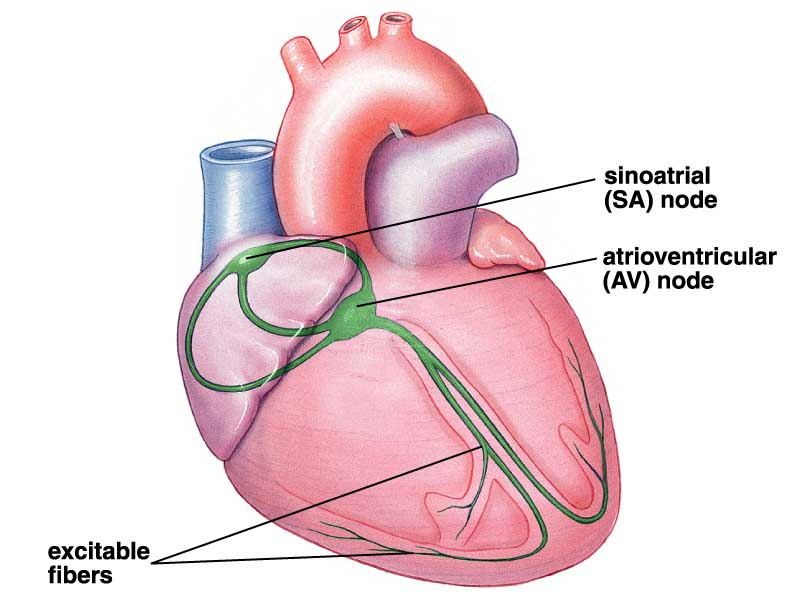 sinoatrial
(SA) node
atrioventricular
(AV) node
excitable
fibers